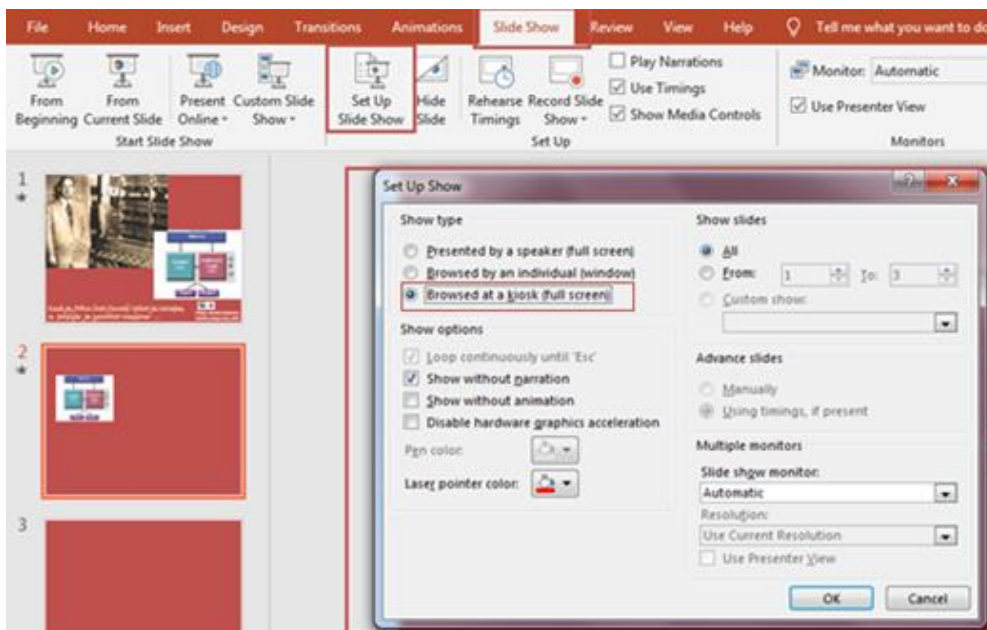 File Home Insert Design Transitions Animations Slide Show Review View Help Tell me what you want to do
From Beginning
From Current Slide
Present Online
Custom Slide Show
Start Slide Show
Set Up Slide Show
Hide Slide
Rehearse Timings
Record Slide Show
Play Narrations
Use Timings
Show Media Controls
Set Up
Monitor: Automatic
Use Presenter View
Monitors
1
2
3
Set Up Show
Show type
Presented by a speaker (full screen)
Browsed by an individual (window)
Browsed at a kiosk (full screen)
Show options
Loop continuously until 'Esc'
Show without narration
Show without animation
Disable hardware graphics acceleration
Pen color:
Laser pointer color:
Show slides
All
From: 1 To: 3
Custom show:
Advance slides
Manually
Using timings, if present
Multiple monitors
Slide show monitor:
Automatic
Resolution:
Use Current Resolution
Use Presenter View
OK Cancel